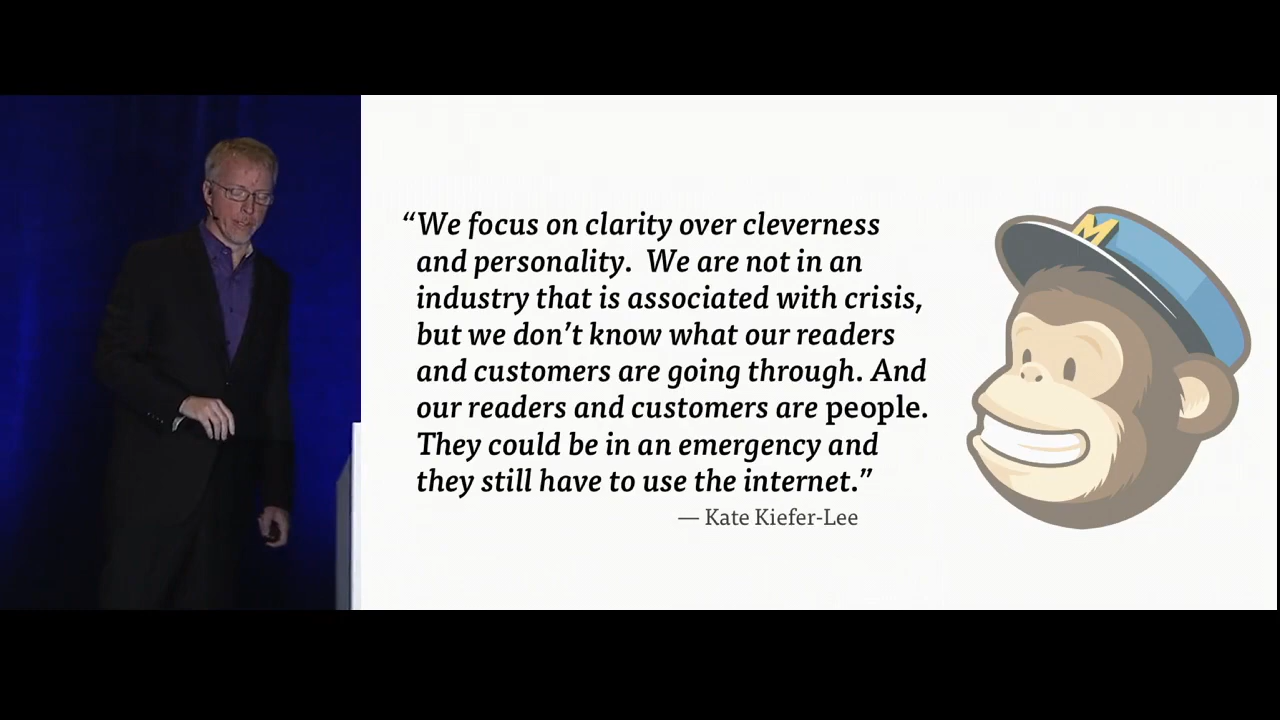 “We focus on clarity over cleverness
and personality.  We are not in an
industry that is associated with crisis,
but we don’t know what our readers
and customers are going through. And
our readers and customers are people.
They could be in an emergency and
they still have to use the internet.”
— Kate Kiefer-Lee
M